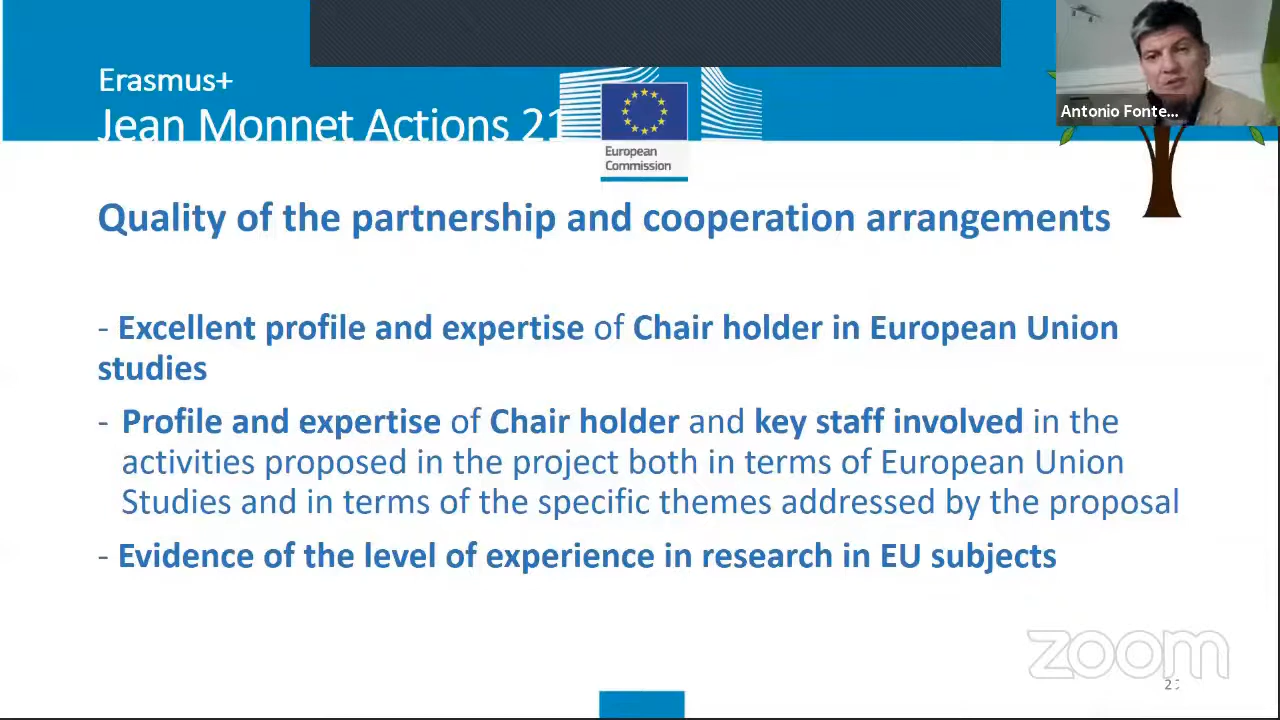 Erasmus+
Jean Monnet Actions 21
Antonio Fonte...
European
Commission
Quality of the partnership and cooperation arrangements
- Excellent profile and expertise of Chair holder in European Union
studies
- Profile and expertise of Chair holder and key staff involved in the
activities proposed in the project both in terms of European Union
Studies and in terms of the specific themes addressed by the proposal
- Evidence of the level of experience in research in EU subjects
zoom